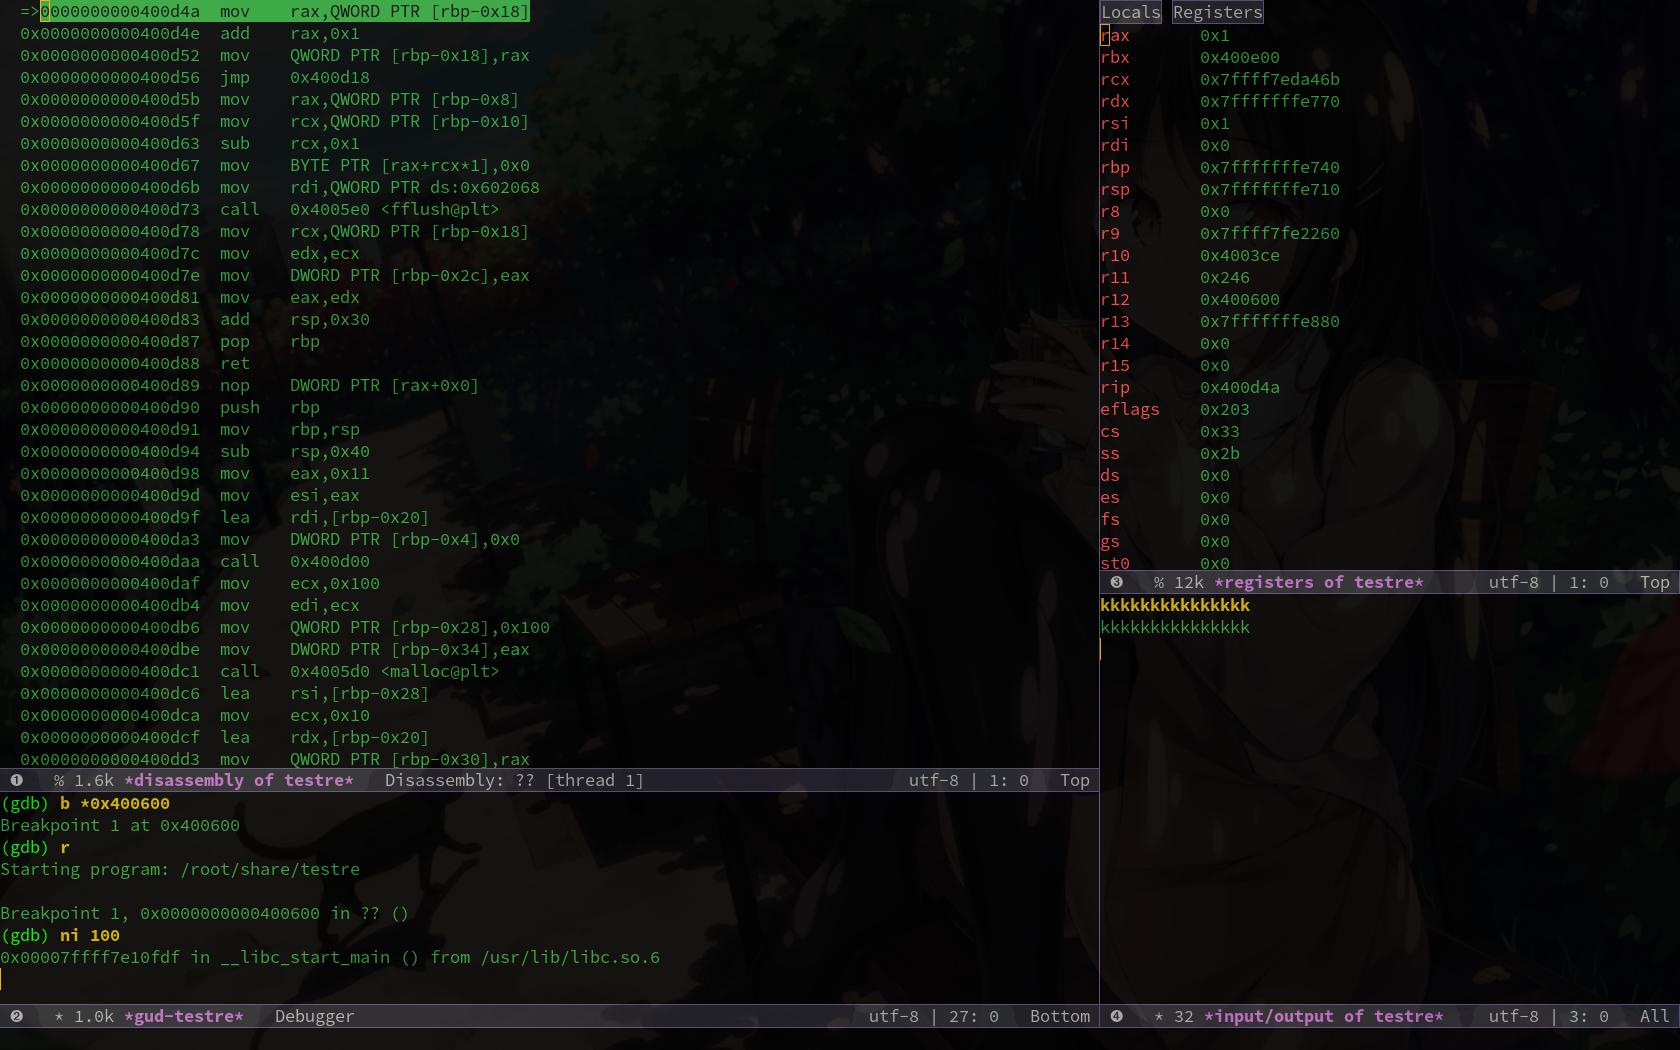 =>0000000000400d4a  mov    rax,QWORD PTR [rbp-0x18]
0x0000000000400d4e  add    rax,0x1
0x0000000000400d52  mov    QWORD PTR [rbp-0x18],rax
0x0000000000400d56  jmp    0x400d18
0x0000000000400d5b  mov    rax,QWORD PTR [rbp-0x8]
0x0000000000400d5f  mov    rcx,QWORD PTR [rbp-0x10]
0x0000000000400d63  sub    rcx,0x1
0x0000000000400d67  mov    BYTE PTR [rax+rcx*1],0x0
0x0000000000400d6b  mov    rdi,QWORD PTR ds:0x602068
0x0000000000400d73  call   0x4005e0 <fflush@plt>
0x0000000000400d78  mov    rcx,QWORD PTR [rbp-0x18]
0x0000000000400d7c  mov    edx,ecx
0x0000000000400d7e  mov    DWORD PTR [rbp-0x2c],eax
0x0000000000400d81  mov    eax,edx
0x0000000000400d83  add    rsp,0x30
0x0000000000400d87  pop    rbp
0x0000000000400d88  ret
0x0000000000400d89  nop    DWORD PTR [rax+0x0]
0x0000000000400d90  push   rbp
0x0000000000400d91  mov    rbp,rsp
0x0000000000400d94  sub    rsp,0x40
0x0000000000400d98  mov    eax,0x11
0x0000000000400d9d  mov    esi,eax
0x0000000000400d9f  lea    rdi,[rbp-0x20]
0x0000000000400da3  mov    DWORD PTR [rbp-0x4],0x0
0x0000000000400daa  call   0x400d00
0x0000000000400daf  mov    ecx,0x100
0x0000000000400db4  mov    edi,ecx
0x0000000000400db6  mov    QWORD PTR [rbp-0x28],0x100
0x0000000000400dbe  mov    DWORD PTR [rbp-0x34],eax
0x0000000000400dc1  call   0x4005d0 <malloc@plt>
0x0000000000400dc6  lea    rsi,[rbp-0x28]
0x0000000000400dca  mov    ecx,0x10
0x0000000000400dcf  lea    rdx,[rbp-0x20]
0x0000000000400dd3  mov    QWORD PTR [rbp-0x30],rax
❶ % 1.6k *disassembly of testre* Disassembly: ?? [thread 1] utf-8 | 1: 0 Top
(gdb) b *0x400600
Breakpoint 1 at 0x400600
(gdb) r
Starting program: /root/share/testre
Breakpoint 1, 0x0000000000400600 in ?? ()
(gdb) ni 100
0x00007ffff7e10fdf in __libc_start_main () from /usr/lib/libc.so.6
❷ * 1.0k *gud-testre* Debugger utf-8 | 27: 0 Bottom
Locals Registers
rax 0x1
rbx 0x400e00
rcx 0x7ffff7eda46b
rdx 0x7fffffffe770
rsi 0x1
rdi 0x0
rbp 0x7fffffffe740
rsp 0x7fffffffe710
r8 0x0
r9 0x7ffff7fe2260
r10 0x4003ce
r11 0x246
r12 0x400600
r13 0x7fffffffe880
r14 0x0
r15 0x0
rip 0x400d4a
eflags 0x203
cs 0x33
ss 0x2b
ds 0x0
es 0x0
fs 0x0
gs 0x0
st0 0x0
❸ % 12k *registers of testre* utf-8 | 1: 0 Top
kkkkkkkkkkkkkkk
kkkkkkkkkkkkkkk
❹ * 32 *input/output of testre* utf-8 | 3: 0 All